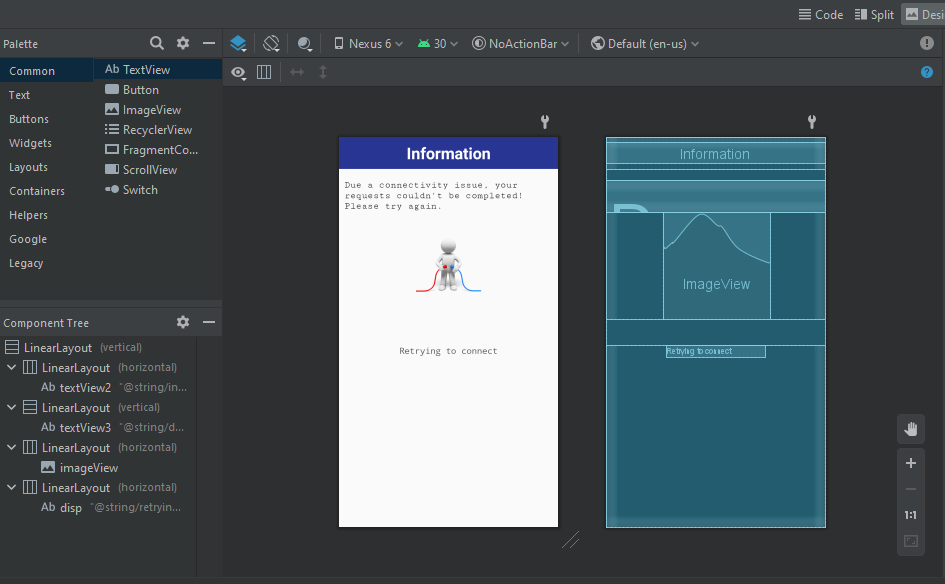 Code Split Desi
Palette
Nexus 6 30 NoActionBar Default (en-us)
Common
Text
Buttons
Widgets
Layouts
Containers
Helpers
Google
Legacy
Ab TextView
Button
ImageView
RecyclerView
FragmentCo...
ScrollView
Switch
Component Tree
LinearLayout (vertical)
LinearLayout (horizontal)
Ab textView2 "@string/in...
LinearLayout (vertical)
Ab textView3 "@string/d...
LinearLayout (horizontal)
imageView
LinearLayout (horizontal)
Ab disp "@string/retryin...
Information
Due a connectivity issue, your
requests couldn't be completed!
Please try again.
Retrying to connect
Information
ImageView
Retrying to connect
1:1